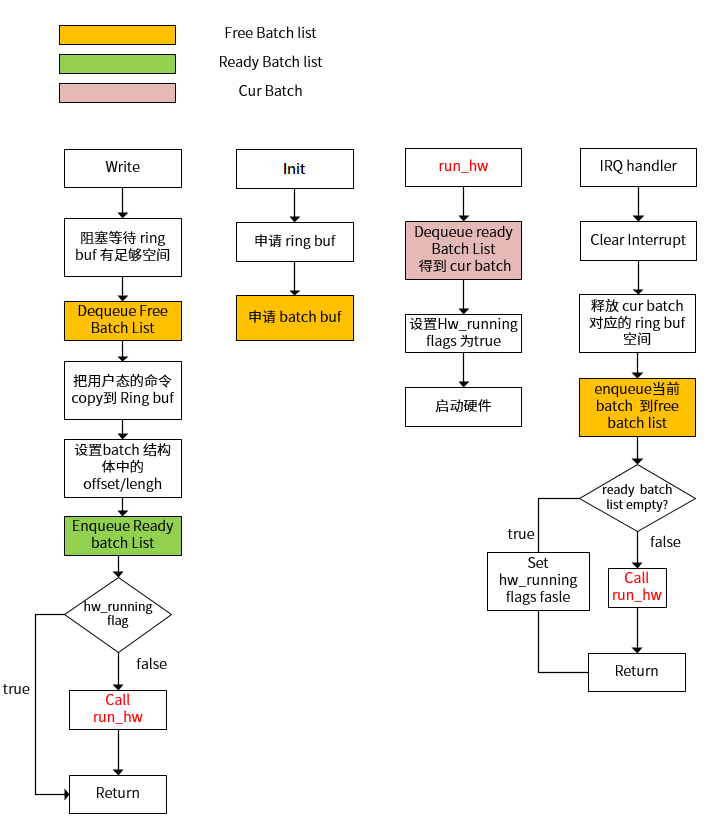 Free Batch list
Ready Batch list
Cur Batch
Write
阻塞等待 ring
buf 有足够空间
Dequeue Free
Batch List
把用户态的命令
copy到 Ring buf
设置batch 结构
体中的
offset/lengh
Enqueue Ready
batch List
hw_running
flag
false
true
Call
run_hw
Return
Init
申请 ring buf
申请 batch buf
run_hw
Dequeue ready
Batch List
得到 cur batch
设置Hw_running
flags 为true
启动硬件
IRQ handler
Clear Interrupt
释放 cur batch
对应的 ring buf
空间
enqueue当前
batch 到free
batch list
ready batch
list empty?
true
false
Set
hw_running
flags fasle
Call
run_hw
Return